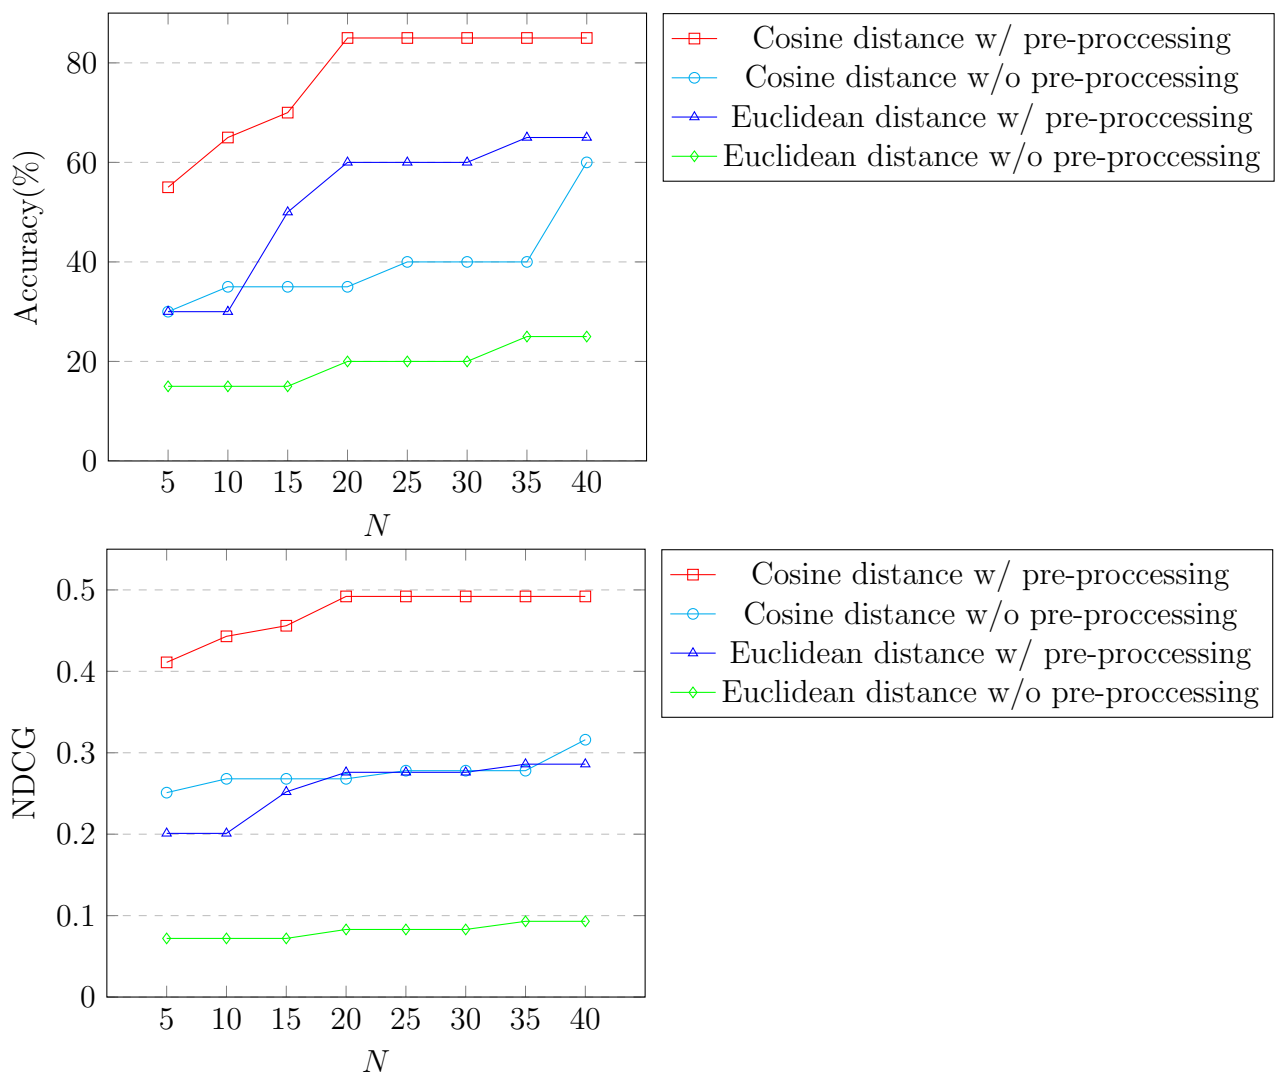 80
60
40
20
0
Accuracy(%)
5 10 15 20 25 30 35 40
N
Cosine distance w/ pre-proccessing
Cosine distance w/o pre-proccessing
Euclidean distance w/ pre-proccessing
Euclidean distance w/o pre-proccessing
0.5
0.4
0.3
0.2
0.1
0
NDCG
5 10 15 20 25 30 35 40
N
Cosine distance w/ pre-proccessing
Cosine distance w/o pre-proccessing
Euclidean distance w/ pre-proccessing
Euclidean distance w/o pre-proccessing